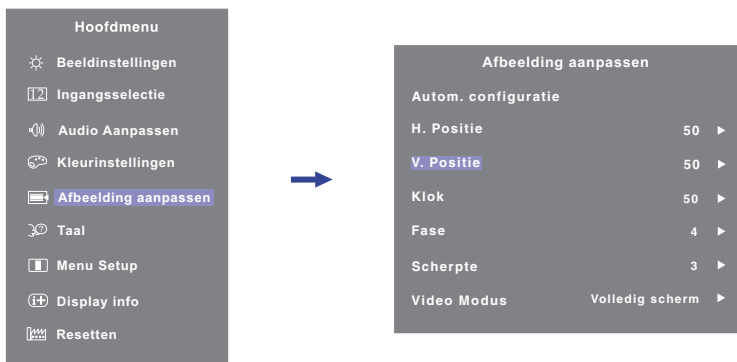 Hoofdmenu
Beeldinstellingen
12 Ingangsselectie
Audio Aanpassen
Kleurinstellingen
Afbeelding aanpassen
? Taal
Menu Setup
i+ Display info
Resetten
Afbeelding aanpassen
Autom. configuratie
H. Positie 50
V. Positie 50
Klok 50
Fase 4
Scherpte 3
Video Modus Volledig scherm